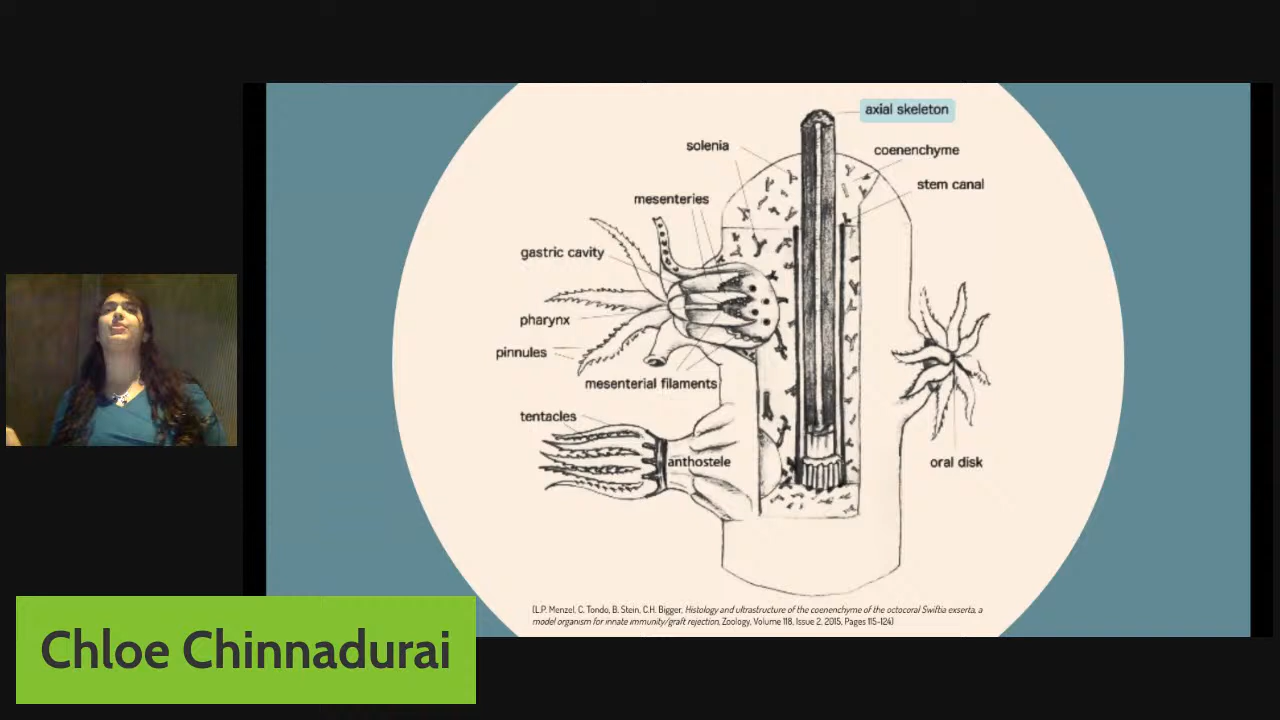 axial skeleton
solenia
coenenchyme
stem canal
mesenteries
gastric cavity
pharynx
pinnules
mesenterial filaments
tentacles
anthostele
oral disk
(L.P. Menzel, C. Tondo, B. Stein, C.H. Bigger, Histology and ultrastructure of the coenenchyme of the octocoral Swiftia exserta, a
model organism for innate immunity/graft rejection, Zoology, Volume 118, Issue 2, 2015, Pages 115-124)
Chloe Chinnadurai